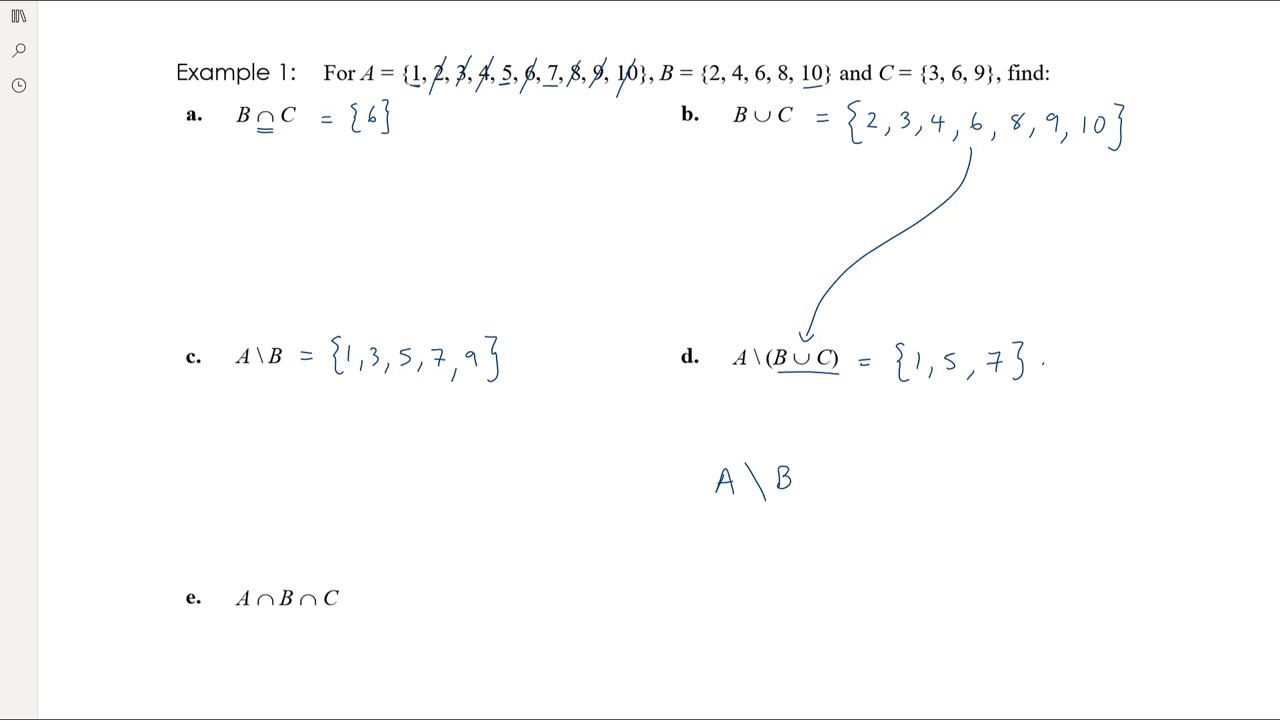 Example 1: For A = {1, 2, 3, 4, 5, 6, 7, 8, 9, 10}, B = {2, 4, 6, 8, 10} and C = {3, 6, 9}, find:
a. B ∩ C = {6}
b. B ∪ C = {2, 3, 4, 6, 8, 9, 10}
c. A \ B = {1, 3, 5, 7, 9}
d. A \ (B ∪ C) = {1, 5, 7}.
A \ B
e. A ∩ B ∩ C